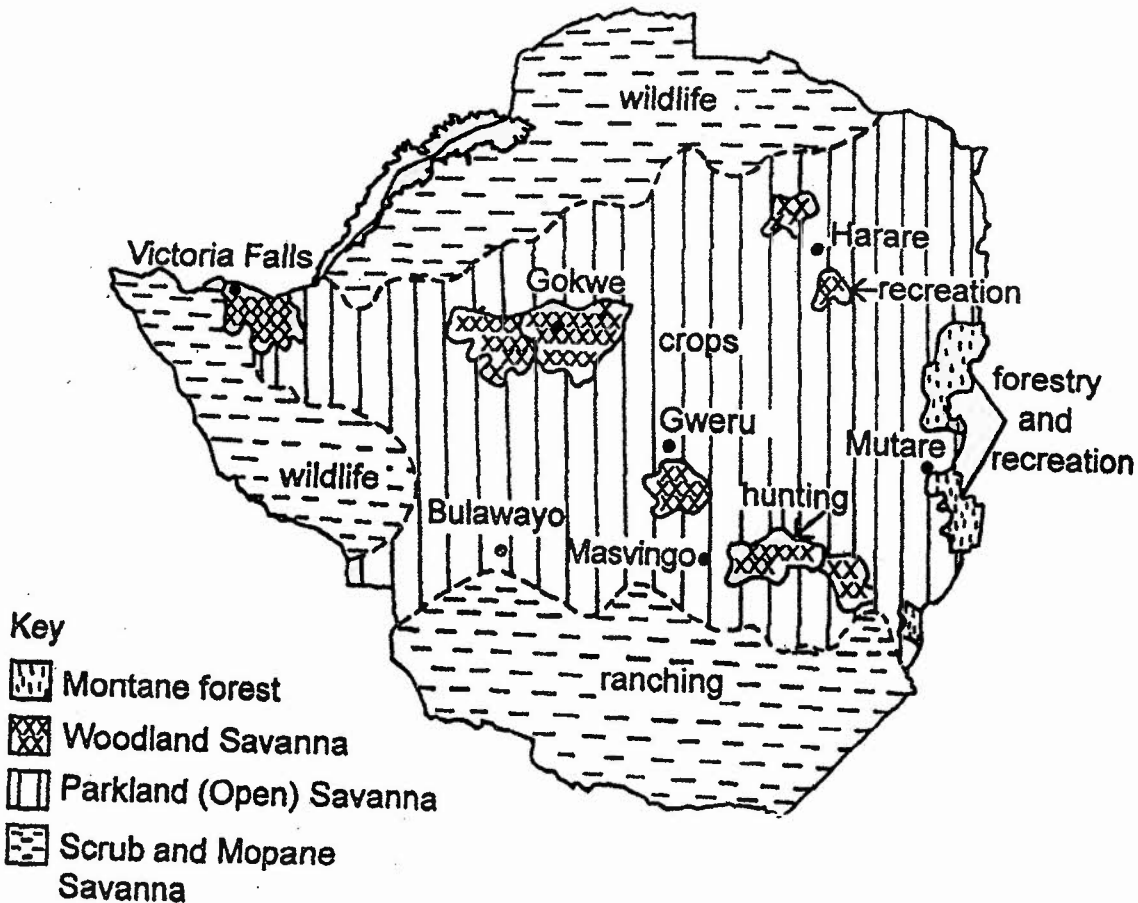 wildlife
Victoria Falls
Harare
Gokwe
recreation
crops
forestry
and
recreation
Gweru
Mutare
wildlife
hunting
Bulawayo
Masvingo
ranching
Key
Montane forest
Woodland Savanna
Parkland (Open) Savanna
Scrub and Mopane
Savanna